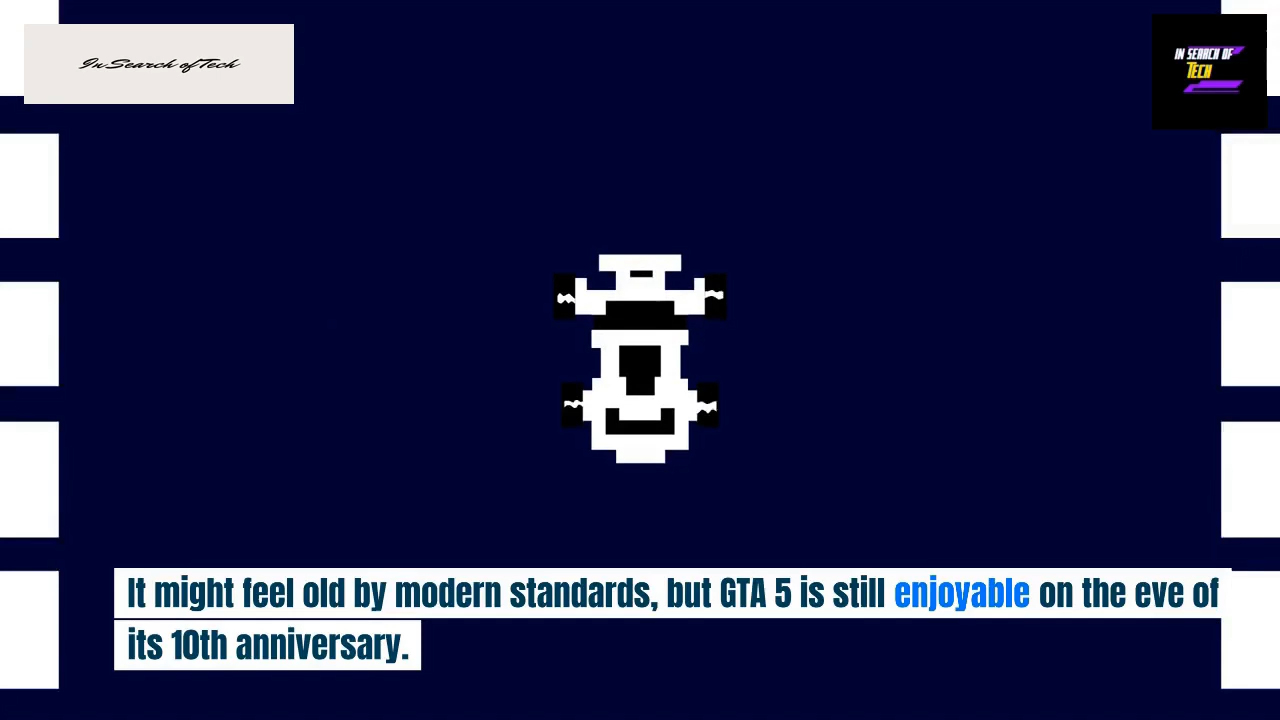 In Search of Tech
IN SEARCH OF
TECH
It might feel old by modern standards, but GTA 5 is still enjoyable on the eve of
its 10th anniversary.